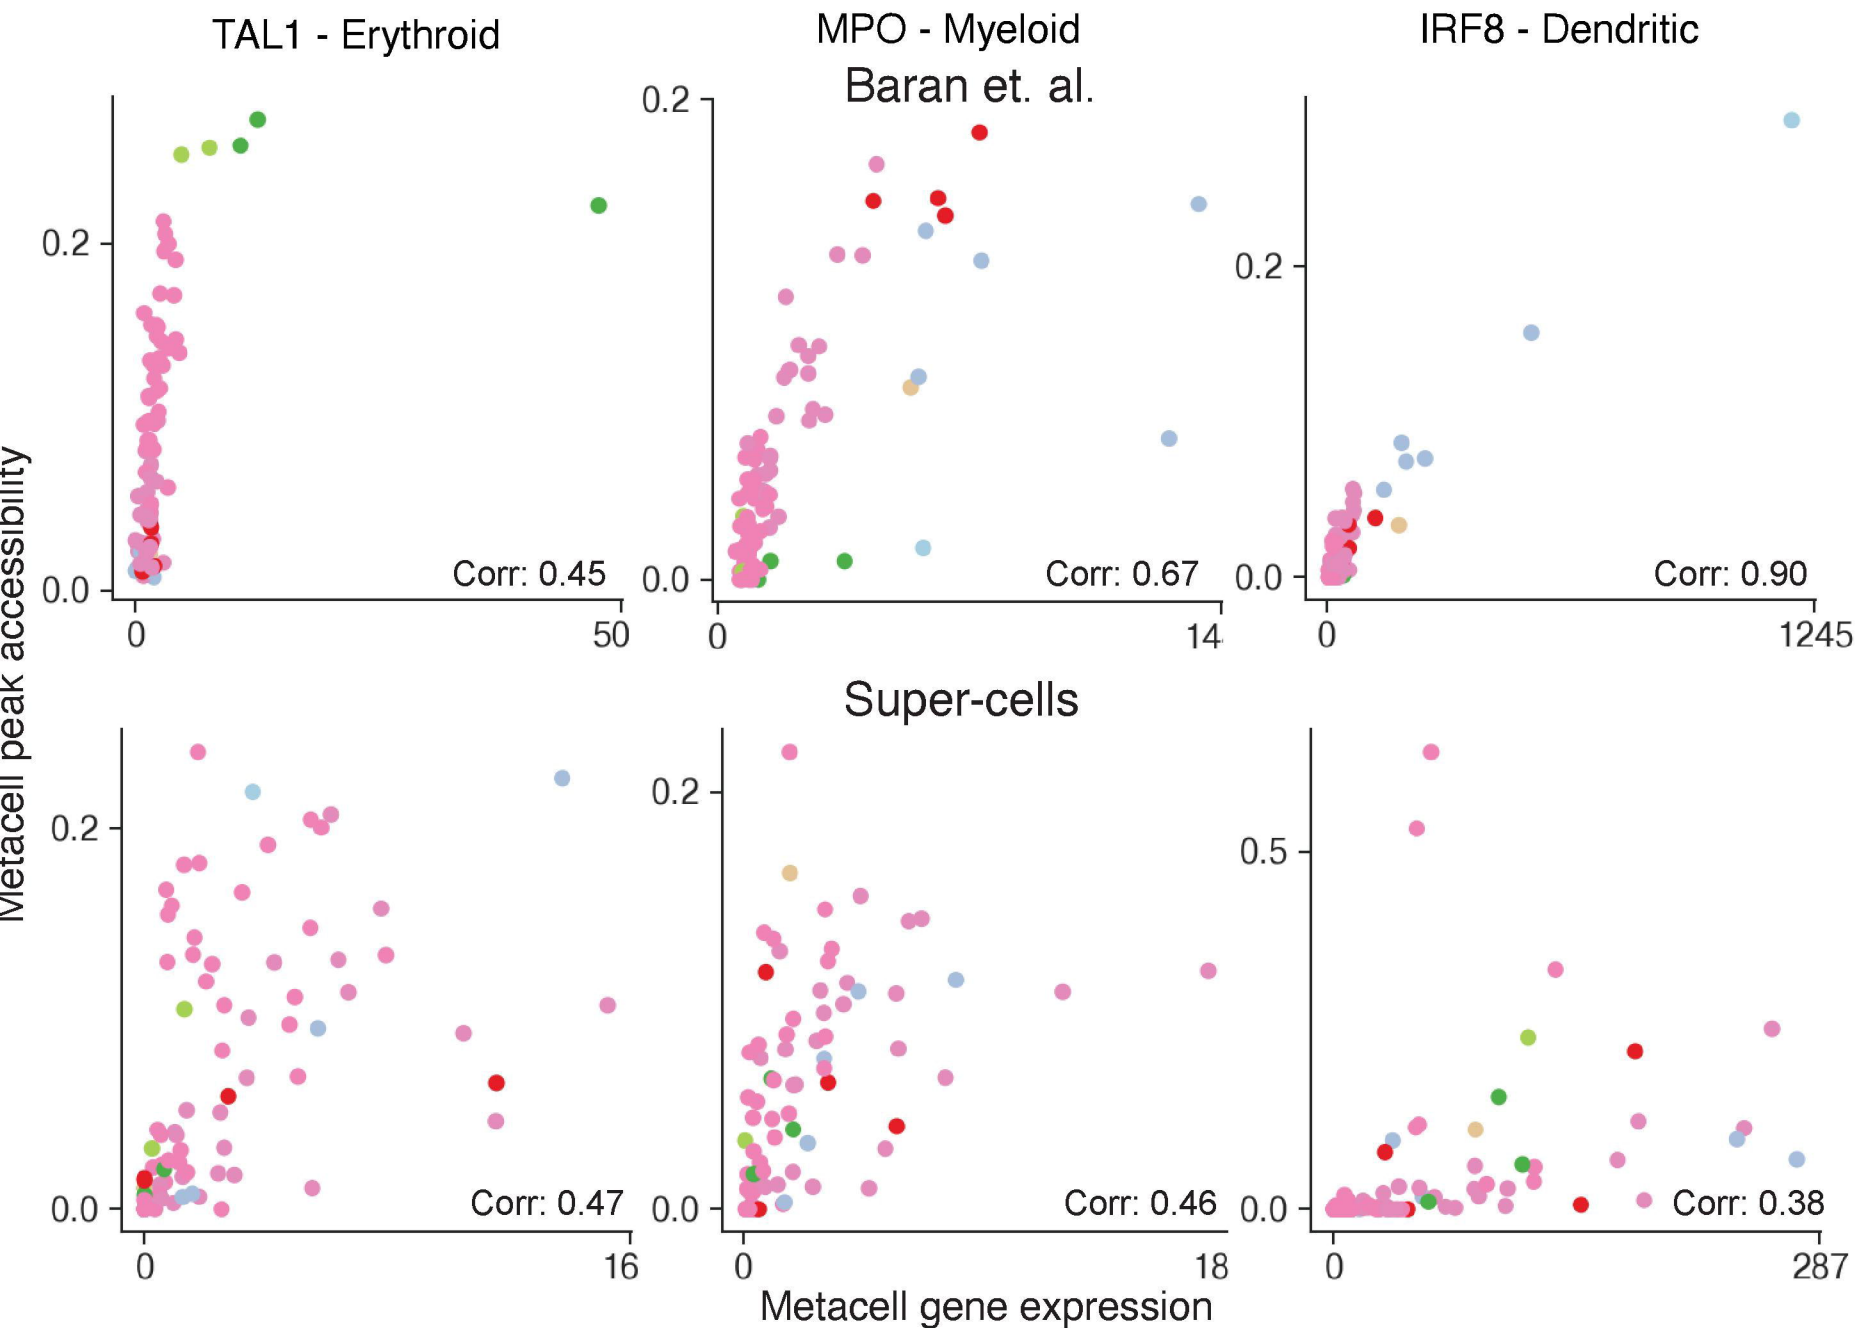 TAL1 - Erythroid
MPO - Myeloid
IRF8 - Dendritic
Baran et. al.
0.2
0.0
0
50
Corr: 0.45
0.2
0.0
0
14
Corr: 0.67
0.2
0.0
0
1245
Corr: 0.90
Metacell peak accessibility
Super-cells
0.2
0.0
0
16
Corr: 0.47
0.2
0.0
0
18
Corr: 0.46
0.5
0.0
0
287
Corr: 0.38
Metacell gene expression